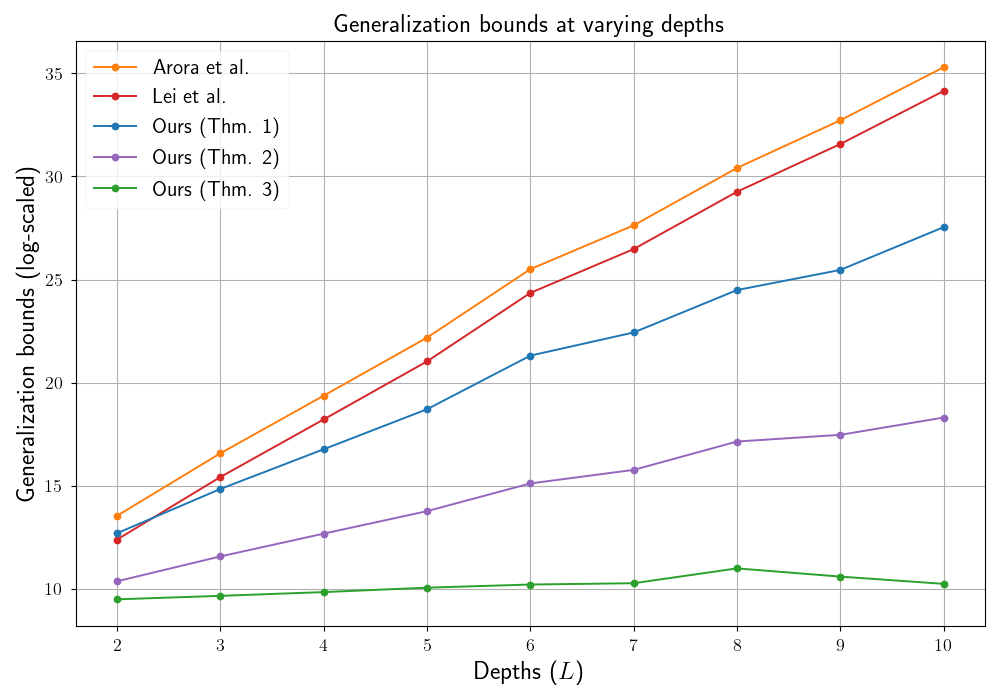 Generalization bounds at varying depths
Arora et al.
Lei et al.
Ours (Thm. 1)
Ours (Thm. 2)
Ours (Thm. 3)
Generalization bounds (log-scaled)
35
30
25
20
15
10
2 3 4 5 6 7 8 9 10
Depths (L)